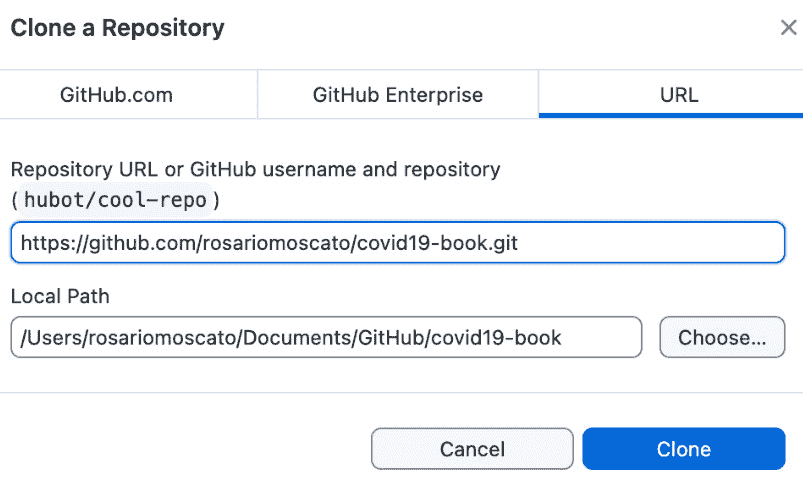 Clone a Repository
GitHub.com
GitHub Enterprise
URL
Repository URL or GitHub username and repository
(hubot/cool-repo)
https://github.com/rosariomoscato/covid19-book.git
Local Path
/Users/rosariomoscato/Documents/GitHub/covid19-book
Choose...
Cancel
Clone